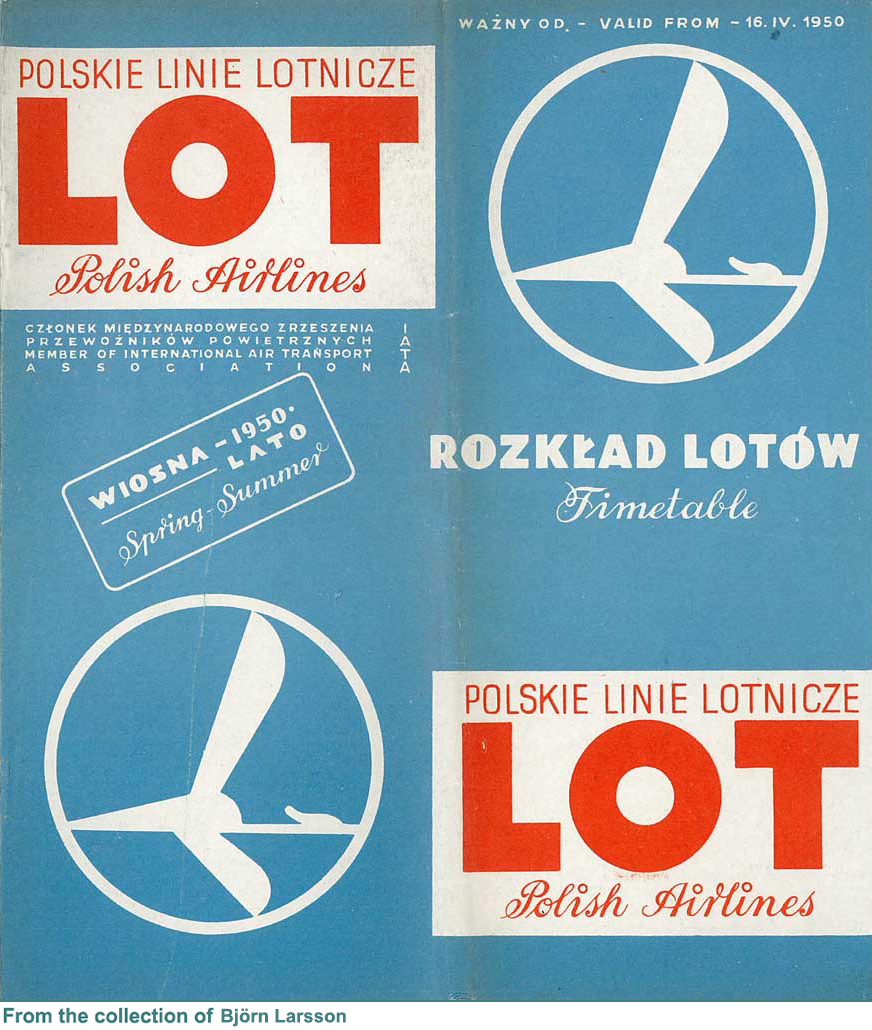 POLSKIE LINIE LOTNICZE
LOT
Polish Airlines
CZŁONEK MIĘDZYNARODOWEGO ZRZESZENIA
PRZEWOŹNIKÓW POWIETRZNYCH
MEMBER OF INTERNATIONAL AIR TRANSPORT
ASSOCIATION
IATA
WIOSNA - 1950.
LATO
Spring-Summer
WAŻNY OD. - VALID FROM - 16. IV. 1950
ROZKŁAD LOTÓW
Timetable
POLSKIE LINIE LOTNICZE
LOT
Polish Airlines
From the collection of Björn Larsson